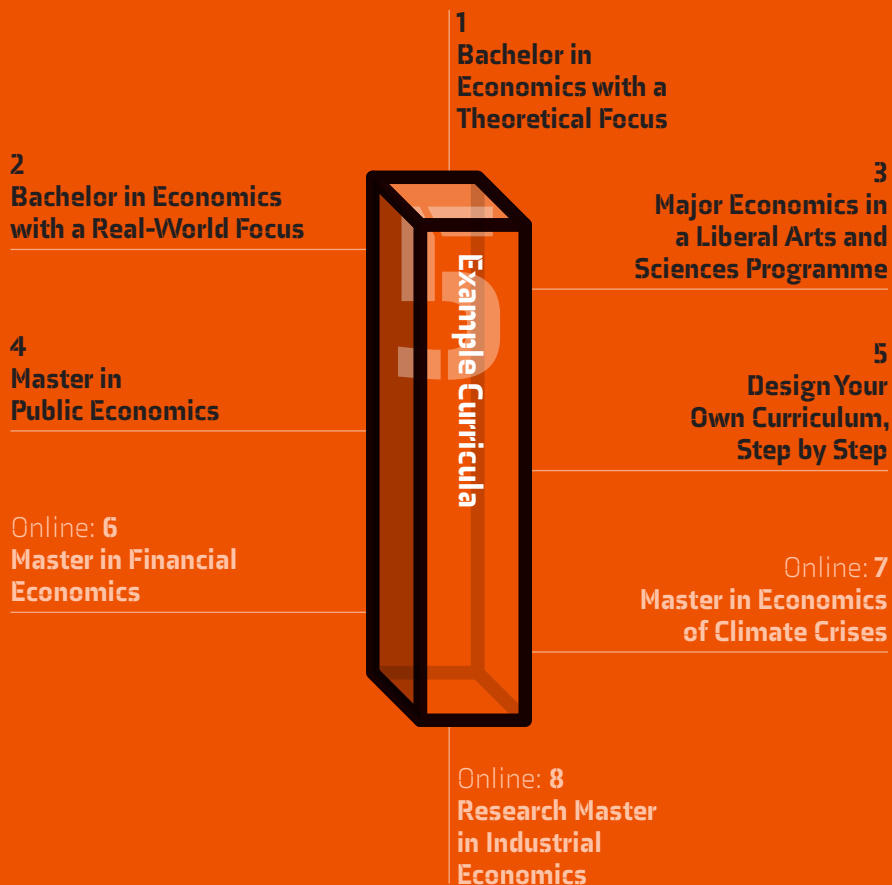 1
Bachelor in
Economics with a
Theoretical Focus
2
Bachelor in Economics
with a Real-World Focus
3
Major Economics in
a Liberal Arts and
Sciences Programme
5
Example Curricula
4
Master in
Public Economics
5
Design Your
Own Curriculum,
Step by Step
Online: 6
Master in Financial
Economics
Online: 7
Master in Economics
of Climate Crises
Online: 8
Research Master
in Industrial
Economics